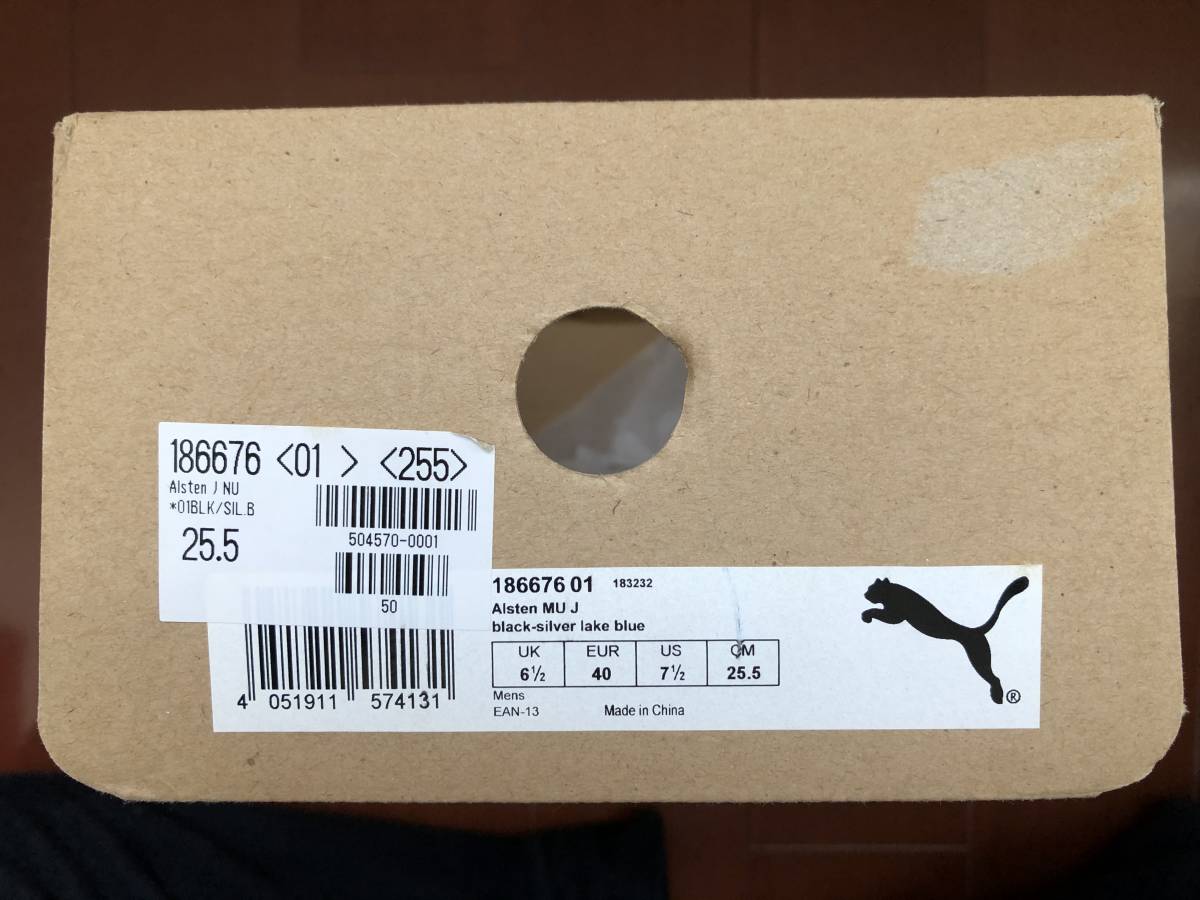 186676 <01 > <255>
Alsten J NU
*01BLK/SIL.B
504570-0001
25.5
50
186676 01 183232
Alsten MU J
black-silver lake blue
UK EUR US CM
6½ 40 7½ 25.5
Mens
EAN-13 Made in China
4 051911 574131
®